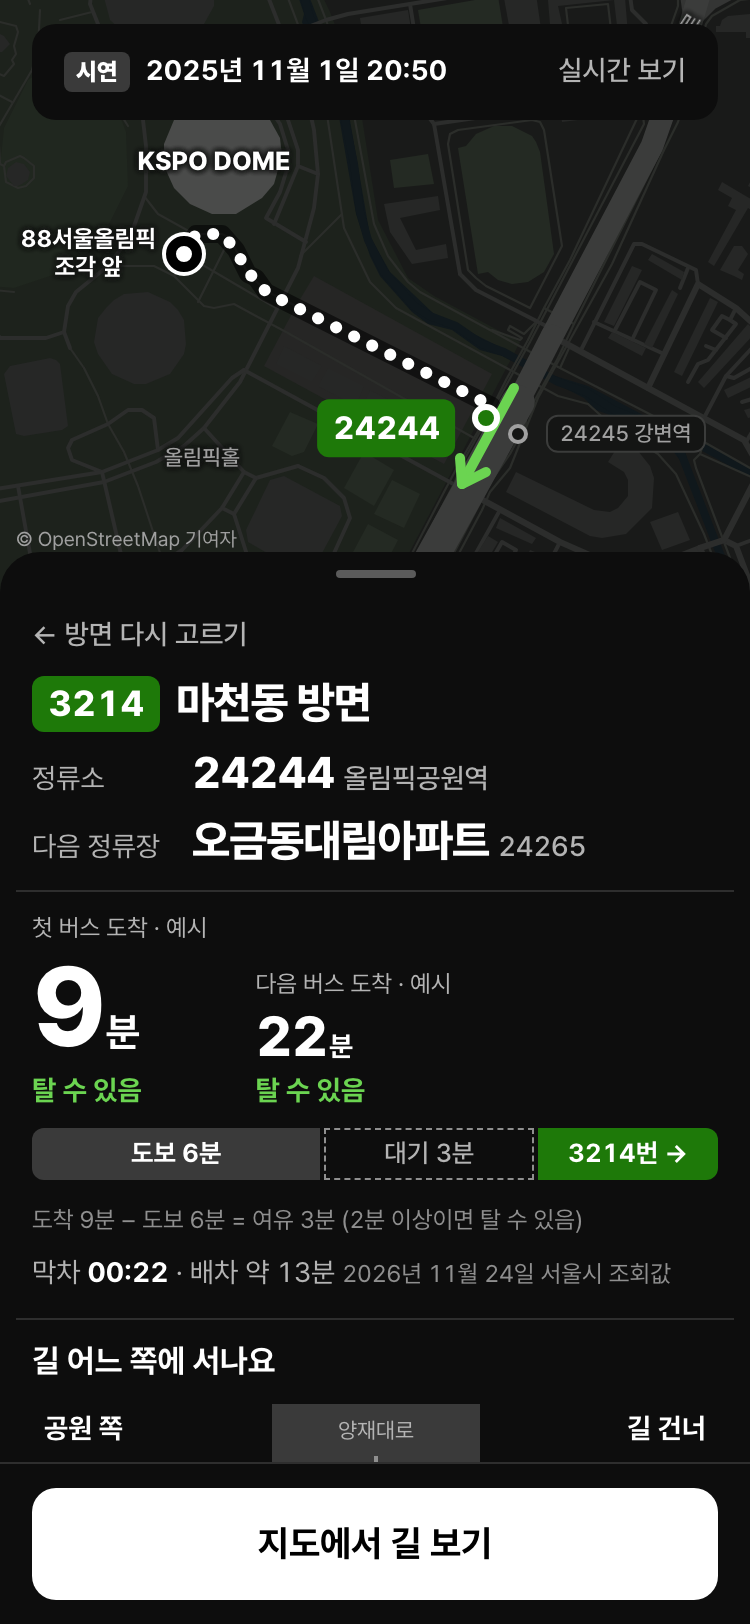 시연 2025년 11월 1일 20:50 실시간 보기
KSPO DOME
88서울올림픽
조각 앞
24244
24245 강변역
올림픽홀
© OpenStreetMap 기여자
← 방면 다시 고르기
3214 마천동 방면
정류소 24244 올림픽공원역
다음 정류장 오금동대림아파트 24265
첫 버스 도착 · 예시
9분
탈 수 있음
다음 버스 도착 · 예시
22분
탈 수 있음
도보 6분 대기 3분 3214번 →
도착 9분 – 도보 6분 = 여유 3분 (2분 이상이면 탈 수 있음)
막차 00:22 · 배차 약 13분 2026년 11월 24일 서울시 조회값
길 어느 쪽에 서나요
공원 쪽 양재대로 길 건너
지도에서 길 보기